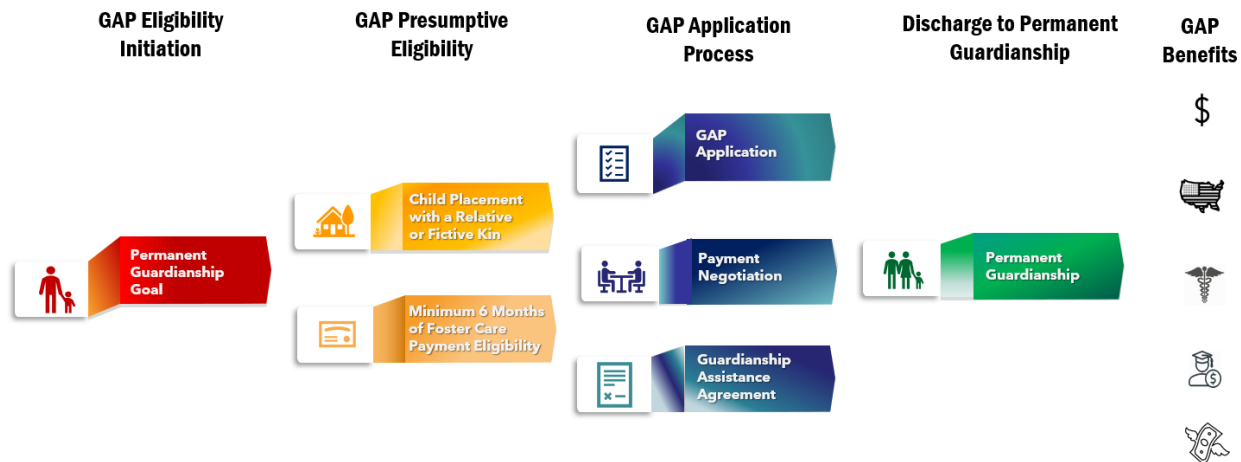 GAP Eligibility
Initiation
GAP Presumptive
Eligibility
GAP Application
Process
Discharge to Permanent
Guardianship
GAP
Benefits
Permanent
Guardianship
Goal
Child Placement
with a Relative
or Fictive Kin
Minimum 6 Months
of Foster Care
Payment Eligibility
GAP
Application
Payment
Negotiation
Guardianship
Assistance
Agreement
Permanent
Guardianship
$
$